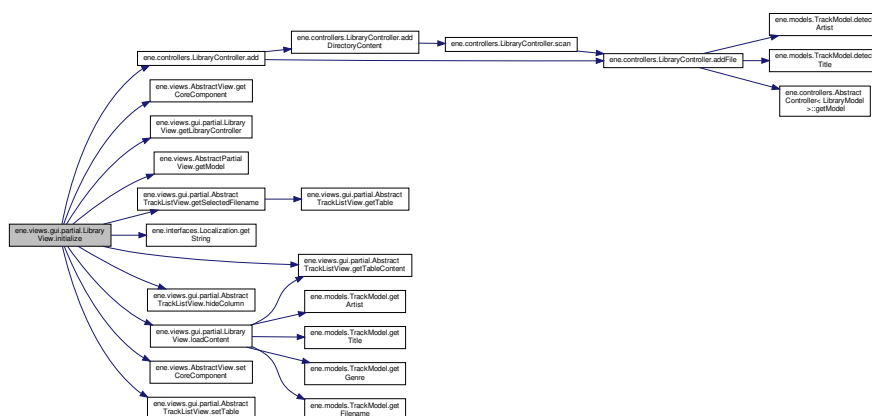 ene.models.TrackModel.detect
Artist
ene.controllers.LibraryController.add
DirectoryContent
ene.controllers.LibraryController.scan
ene.controllers.LibraryController.add
ene.controllers.LibraryController.addFile
ene.models.TrackModel.detect
Title
ene.views.AbstractView.get
CoreComponent
ene.controllers.Abstract
Controller< LibraryModel
>::getModel
ene.views.gui.partial.Library
View.getLibraryController
ene.views.AbstractPartial
View.getModel
ene.views.gui.partial.Abstract
TrackListView.getSelectedFilename
ene.views.gui.partial.Abstract
TrackListView.getTable
ene.views.gui.partial.Library
View.initialize
ene.interfaces.Localization.get
String
ene.views.gui.partial.Abstract
TrackListView.getTableContent
ene.views.gui.partial.Abstract
TrackListView.hideColumn
ene.models.TrackModel.get
Artist
ene.views.gui.partial.Library
View.loadContent
ene.models.TrackModel.get
Title
ene.views.AbstractView.set
CoreComponent
ene.models.TrackModel.get
Genre
ene.views.gui.partial.Abstract
TrackListView.setTable
ene.models.TrackModel.get
Filename